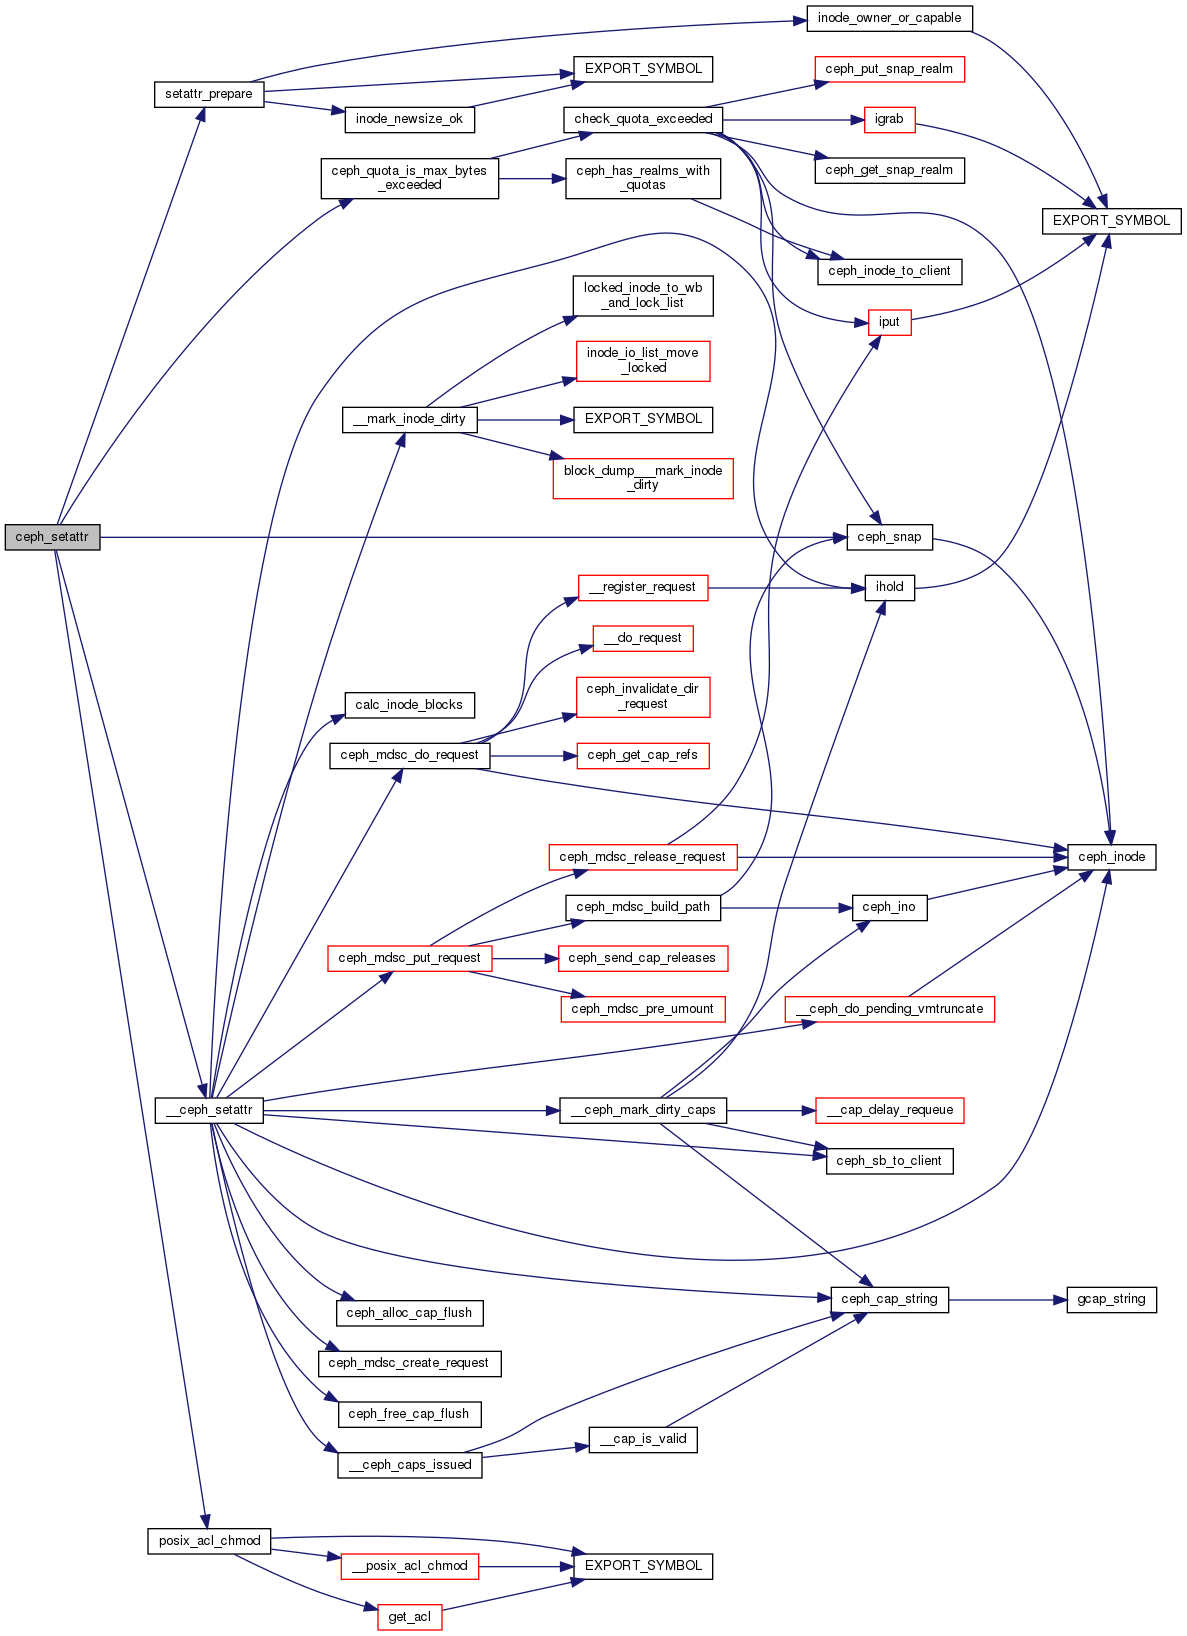 inode_owner_or_capable
EXPORT_SYMBOL
ceph_put_snap_realm
setattr_prepare
inode_newsize_ok
check_quota_exceeded
igrab
ceph_quota_is_max_bytes
_exceeded
ceph_has_realms_with
_quotas
ceph_get_snap_realm
EXPORT_SYMBOL
ceph_inode_to_client
locked_inode_to_wb
_and_lock_list
iput
inode_io_list_move
_locked
__mark_inode_dirty
EXPORT_SYMBOL
block_dump___mark_inode
_dirty
ceph_setattr
ceph_snap
__register_request
ihold
__do_request
ceph_invalidate_dir
_request
calc_inode_blocks
ceph_mdsc_do_request
ceph_get_cap_refs
ceph_mdsc_release_request
ceph_inode
ceph_mdsc_build_path
ceph_ino
ceph_mdsc_put_request
ceph_send_cap_releases
ceph_mdsc_pre_umount
__ceph_do_pending_vmtruncate
__ceph_setattr
__ceph_mark_dirty_caps
__cap_delay_requeue
ceph_sb_to_client
ceph_alloc_cap_flush
ceph_cap_string
gcap_string
ceph_mdsc_create_request
ceph_free_cap_flush
__cap_is_valid
__ceph_caps_issued
posix_acl_chmod
__posix_acl_chmod
EXPORT_SYMBOL
get_acl